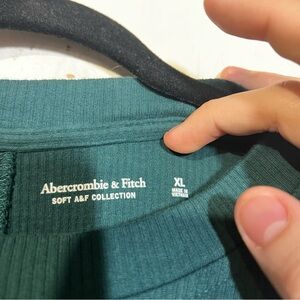 Abercrombie & Fitch
SOFT A&F COLLECTION
XL
MADE IN
VIETNAM